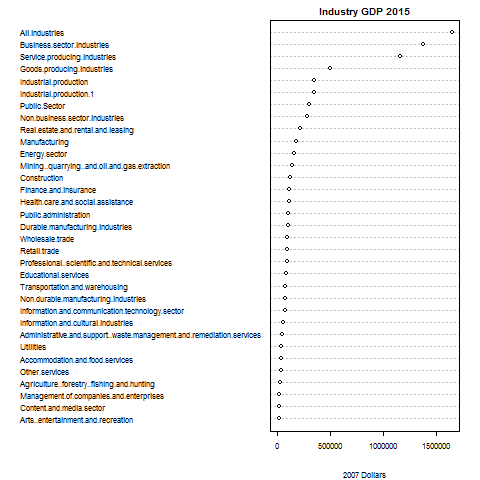 Industry GDP 2015
All.industries
Business.sector.industries
Service.producing.industries
Goods.producing.industries
Industrial.production
Industrial.production.1
Public.Sector
Non.business.sector.industries
Real.estate.and.rental.and.leasing
Manufacturing
Energy.sector
Mining..quarrying..and.oil.and.gas.extraction
Construction
Finance.and.insurance
Health.care.and.social.assistance
Public.administration
Durable.manufacturing.industries
Wholesale.trade
Retail.trade
Professional..scientific.and.technical.services
Educational.services
Transportation.and.warehousing
Non.durable.manufacturing.industries
Information.and.communication.technology.sector
Information.and.cultural.industries
Administrative.and.support..waste.management.and.remediation.services
Utilities
Accommodation.and.food.services
Other.services
Agriculture..forestry..fishing.and.hunting
Management.of.companies.and.enterprises
Content.and.media.sector
Arts..entertainment.and.recreation
0 500000 1000000 1500000
2007 Dollars